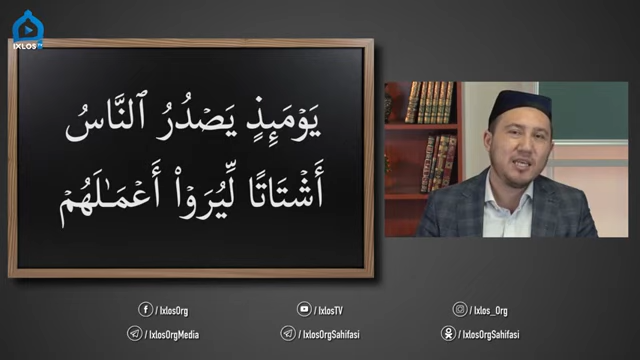 IXLOS TV
يَوْمَئِذٍ يَصْدُرُ ٱلنَّاسُ
أَشْتَاتًا لِّيُرَوْا۟ أَعْمَـٰلَهُمْ
/ IxlosOrg
/ IxlosTV
/ Ixlos_Org
/ IxlosOrgMedia
/ IxlosOrgSahifasi
/ IxlosOrgSahifasi